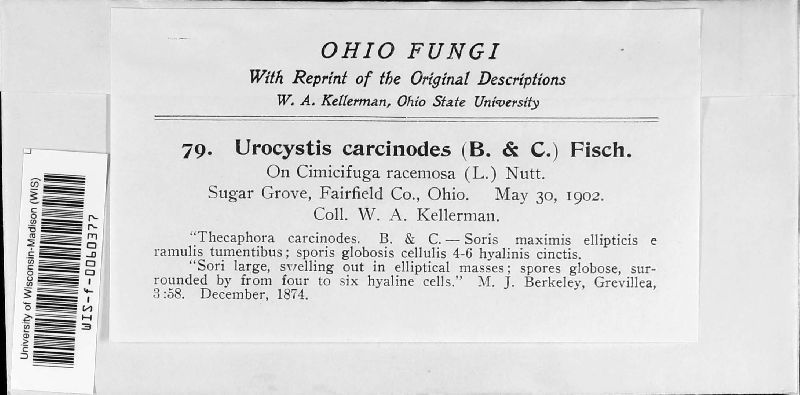 OHIO FUNGI
With Reprint of the Original Descriptions
W. A. Kellerman, Ohio State University
79. Urocystis carcinodes (B. & C.) Fisch.
On Cimicifuga racemosa (L.) Nutt.
Sugar Grove, Fairfield Co., Ohio. May 30, 1902.
Coll. W. A. Kellerman.
"Thecaphora carcinodes. B. & C. — Soris maximis ellipticis e
ramulis tumentibus; sporis globosis cellulis 4-6 hyalinis cinctis.
"Sori large, swelling out in elliptical masses; spores globose, sur-
rounded by from four to six hyaline cells." M. J. Berkeley, Grevillea,
3:58. December, 1874.
University of Wisconsin-Madison (WIS)
WIS-f-0060377